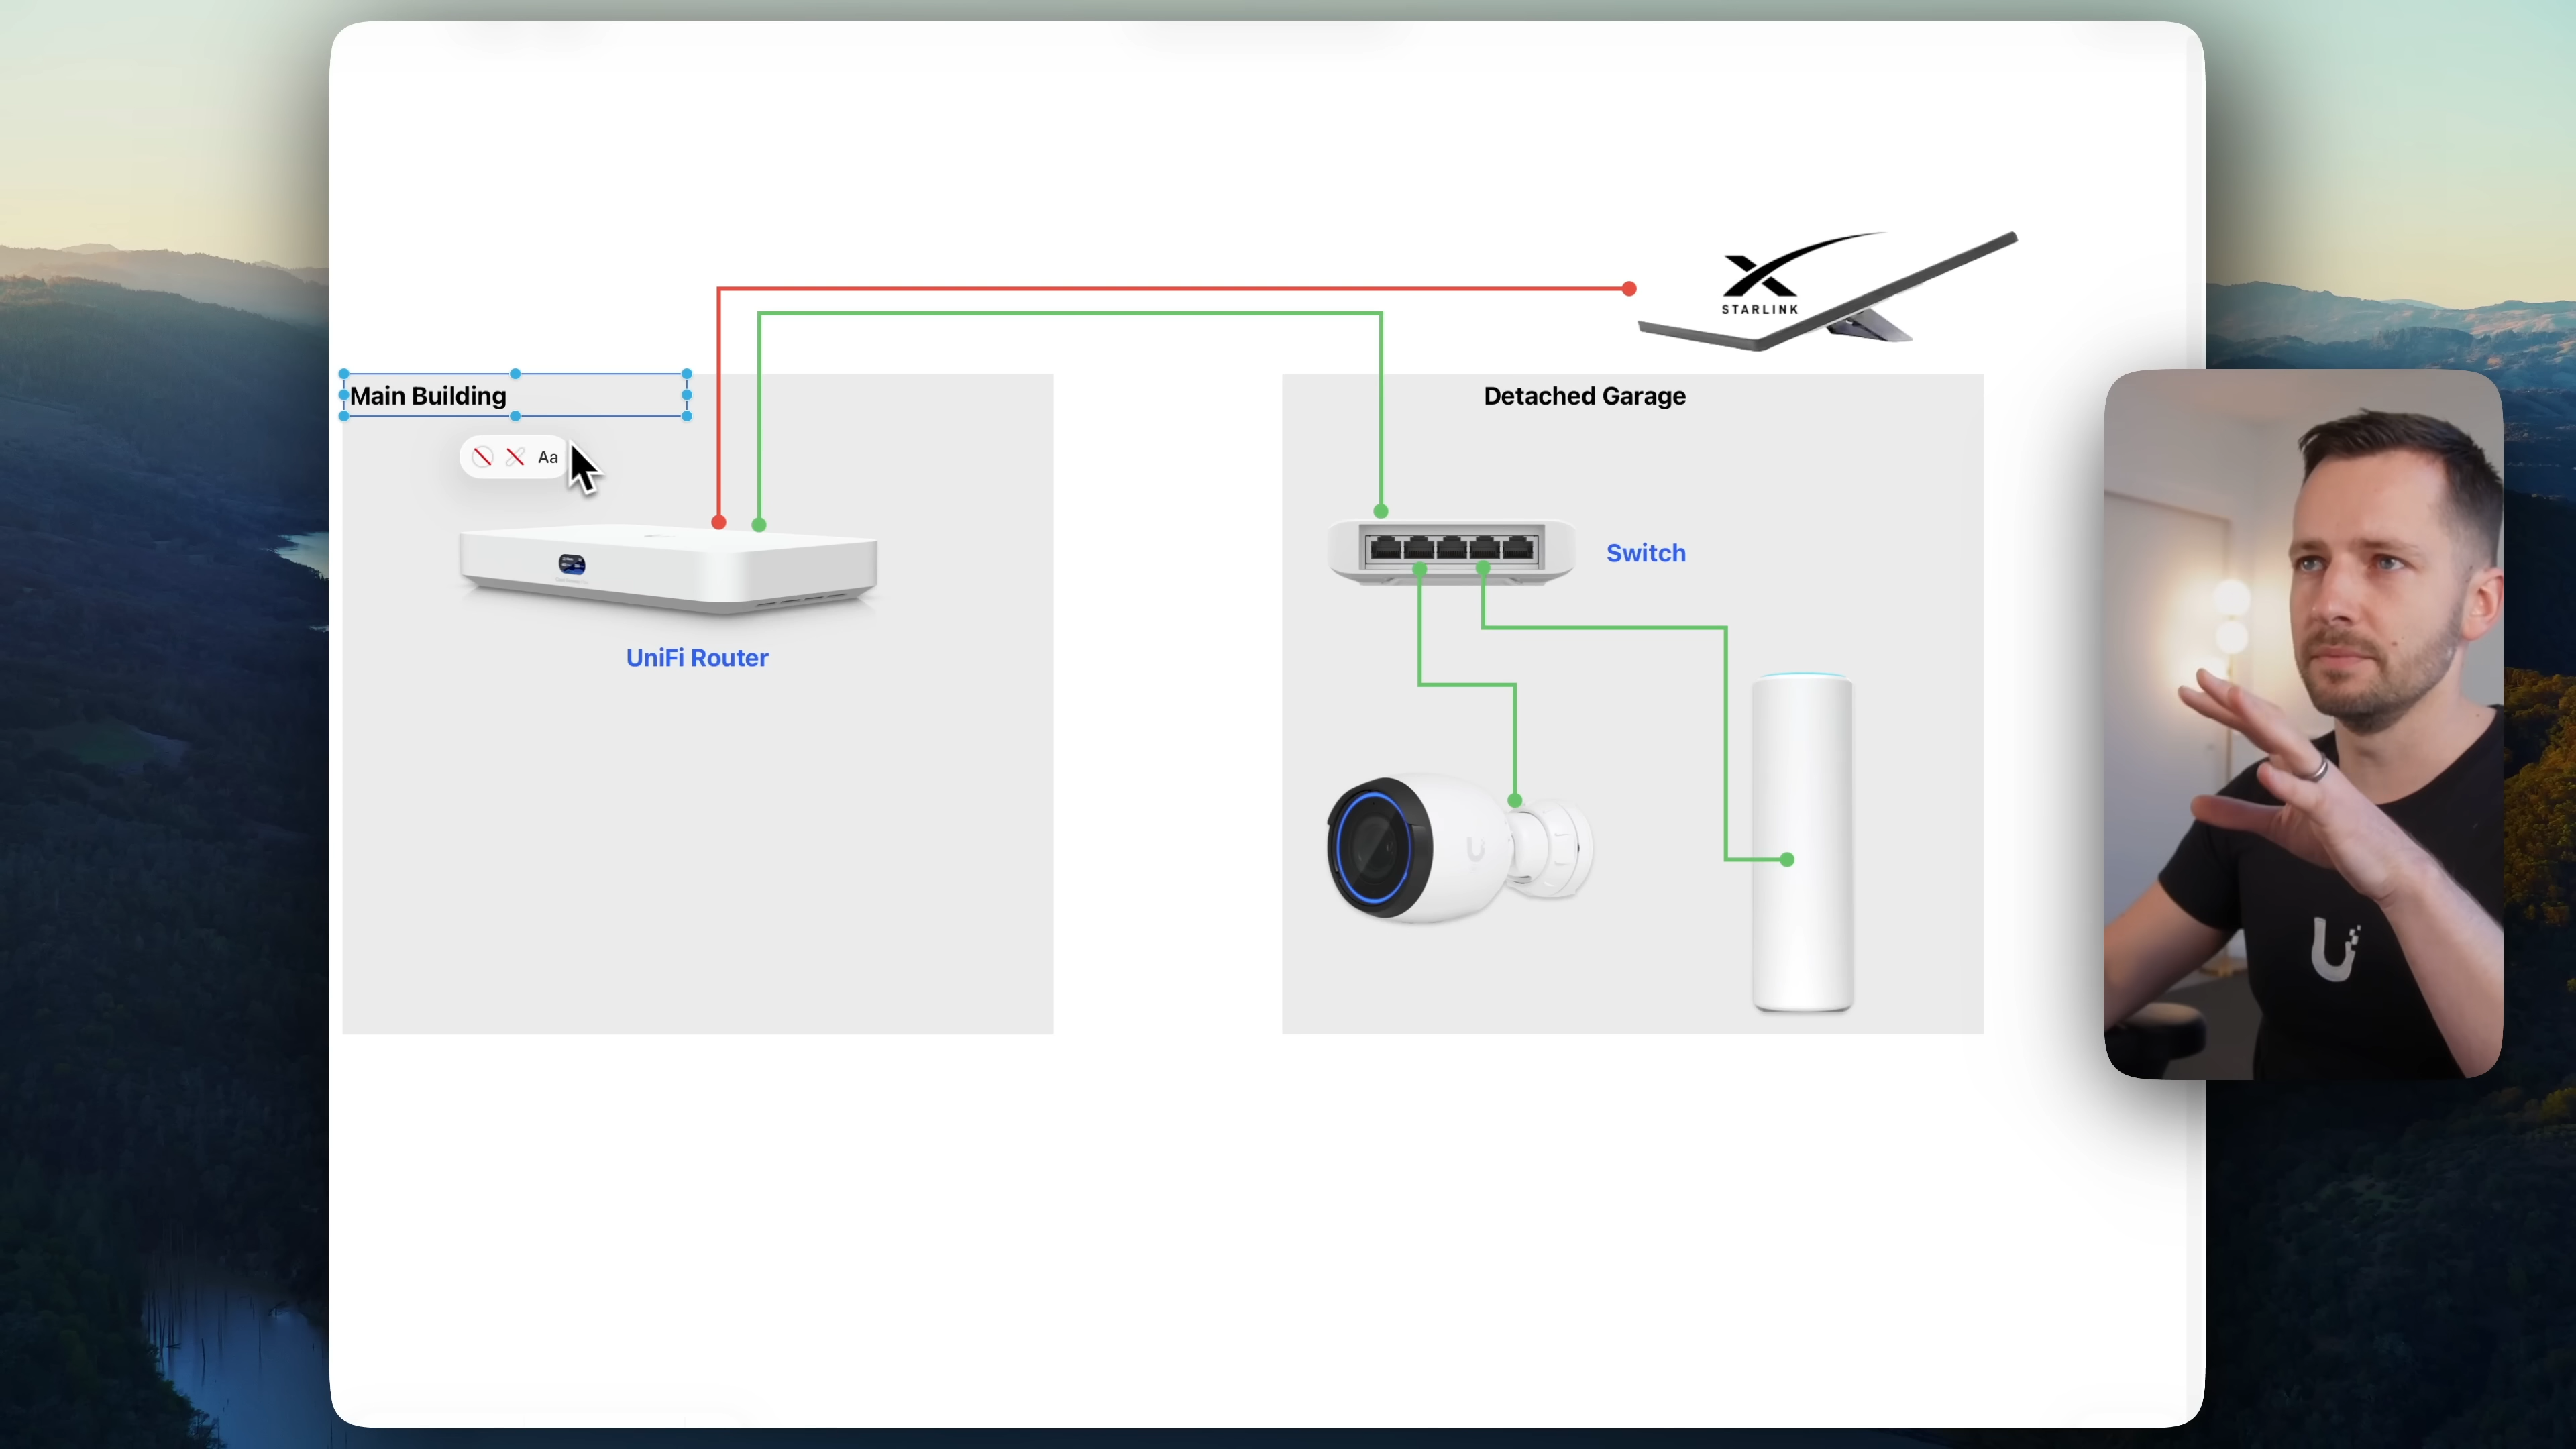 STARLINK
Main Building
Detached Garage
Aa
Switch
UniFi Router